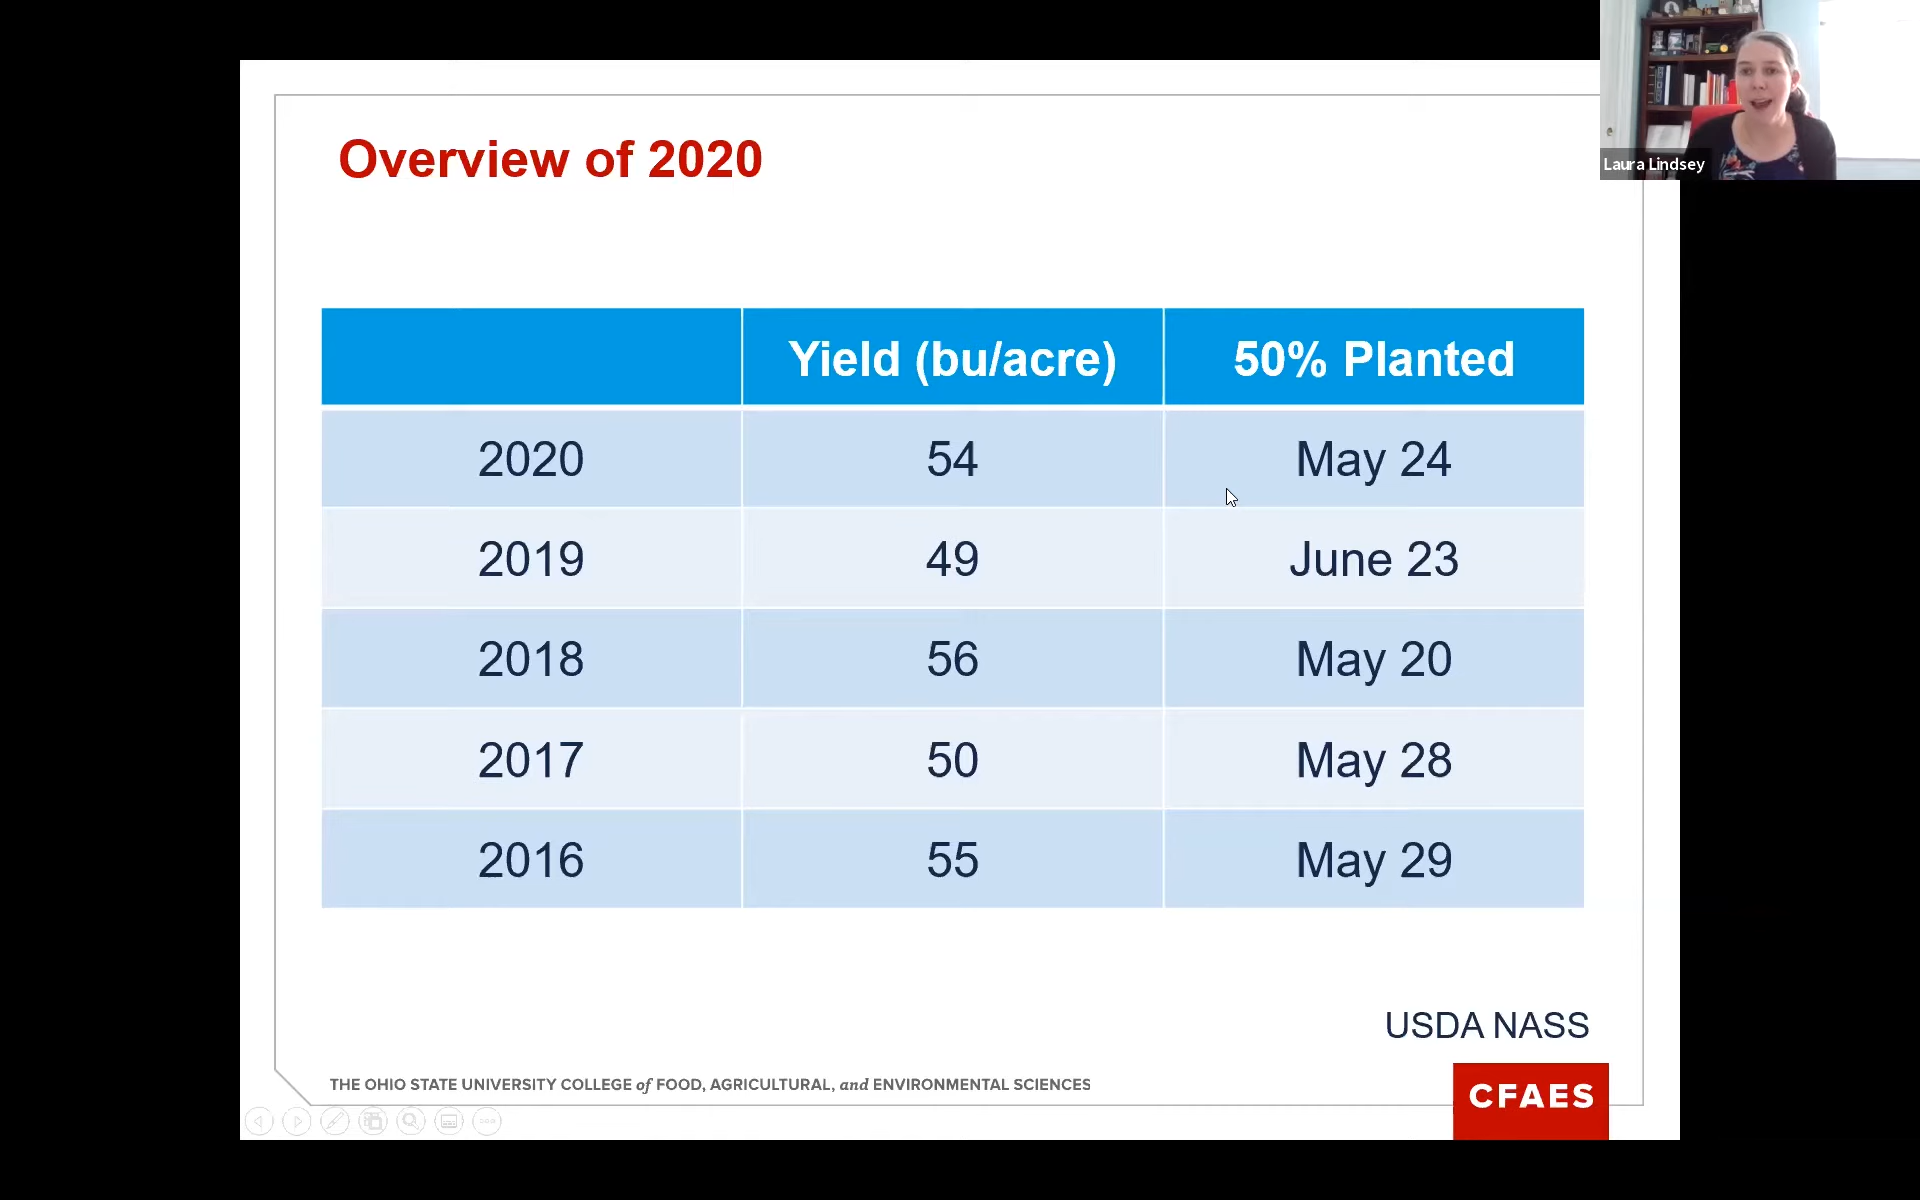 Overview of 2020
Laura Lindsey
Yield (bu/acre) 50% Planted
2020 54 May 24
2019 49 June 23
2018 56 May 20
2017 50 May 28
2016 55 May 29
USDA NASS
THE OHIO STATE UNIVERSITY COLLEGE of FOOD, AGRICULTURAL, and ENVIRONMENTAL SCIENCES
CFAES